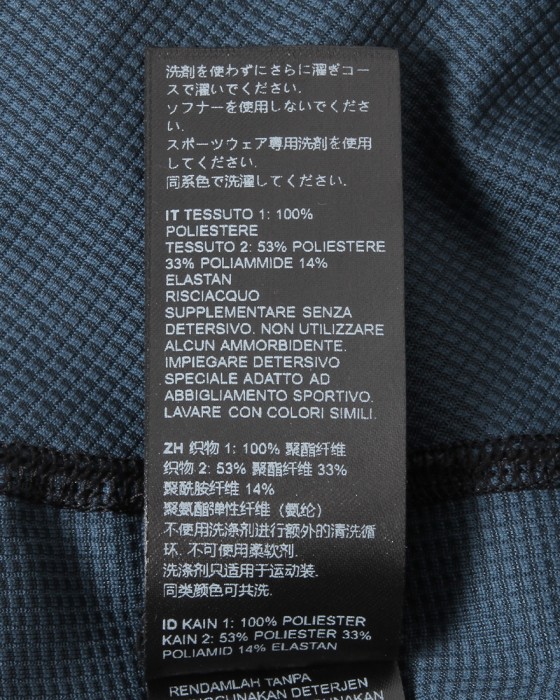 洗剤を使わずにさらに濯ぎコー
スで濯いでください.
ソフナーを使用しないでくださ
い.
スポーツウェア専用洗剤を使用
してください.
同系色で洗濯してください.
IT TESSUTO 1: 100%
POLIESTERE
TESSUTO 2: 53% POLIESTERE
33% POLIAMMIDE 14%
ELASTAN
RISCIACQUO
SUPPLEMENTARE SENZA
DETERSIVO. NON UTILIZZARE
ALCUN AMMORBIDENTE.
IMPIEGARE DETERSIVO
SPECIALE ADATTO AD
ABBIGLIAMENTO SPORTIVO.
LAVARE CON COLORI SIMILI.
ZH 织物 1: 100% 聚酯纤维
织物 2: 53% 聚酯纤维 33%
聚酰胺纤维 14%
聚氨酯弹性纤维（氨纶）
不使用洗涤剂进行额外的清洗循
环. 不可使用柔软剂.
洗涤剂只适用于运动装.
同类颜色可共洗.
ID KAIN 1: 100% POLIESTER
KAIN 2: 53% POLIESTER 33%
POLIAMID 14% ELASTAN
RENDAMLAH TANPA
DETERJEN